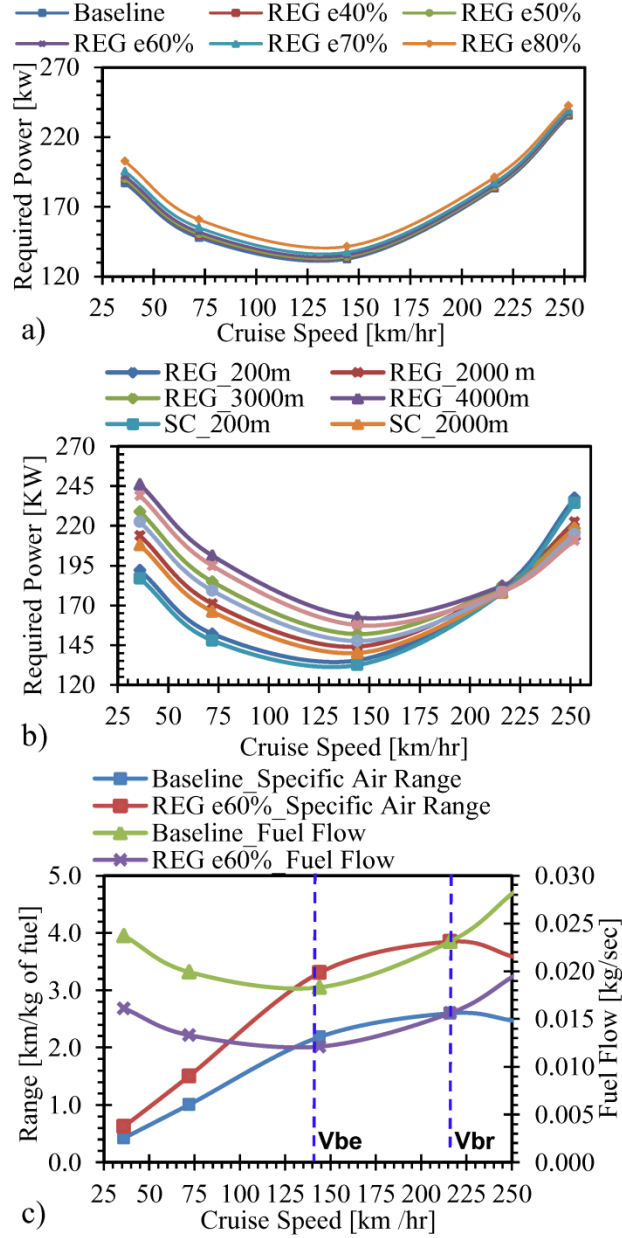 Baseline REG e40% REG e50%
REG e60% REG e70% REG e80%
270
220
170
120
Required Power [kw]
25 50 75 100 125 150 175 200 225 250
Cruise Speed [km/hr]
a)
REG_200m REG_2000 m
REG_3000m REG_4000m
SC_200m SC_2000m
270
245
220
195
170
145
120
Required Power [KW]
25 50 75 100 125 150 175 200 225 250
Cruise Speed [km/hr]
b)
Baseline_Specific Air Range
REG e60%_Specific Air Range
Baseline_Fuel Flow
REG e60%_Fuel Flow
5.0 0.030
4.0 0.025
3.0 0.020
2.0 0.015
1.0 0.010
0.0 0.005
0.000
Range [km/kg of fuel]
Fuel Flow [kg/sec]
Vbe Vbr
25 50 75 100 125 150 175 200 225 250
Cruise Speed [km /hr]
c)